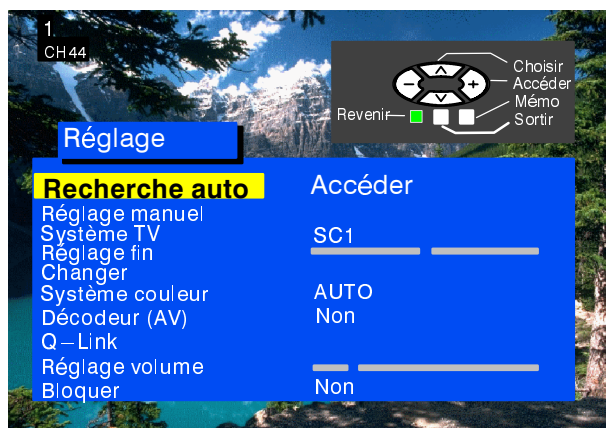 1.
CH44
Choisir
Accéder
Mémo
Revenir
Sortir
Réglage
Recherche auto Accéder
Réglage manuel
Système TV SC1
Réglage fin
Changer
Système couleur AUTO
Décodeur (AV) Non
Q–Link
Réglage volume
Bloquer Non